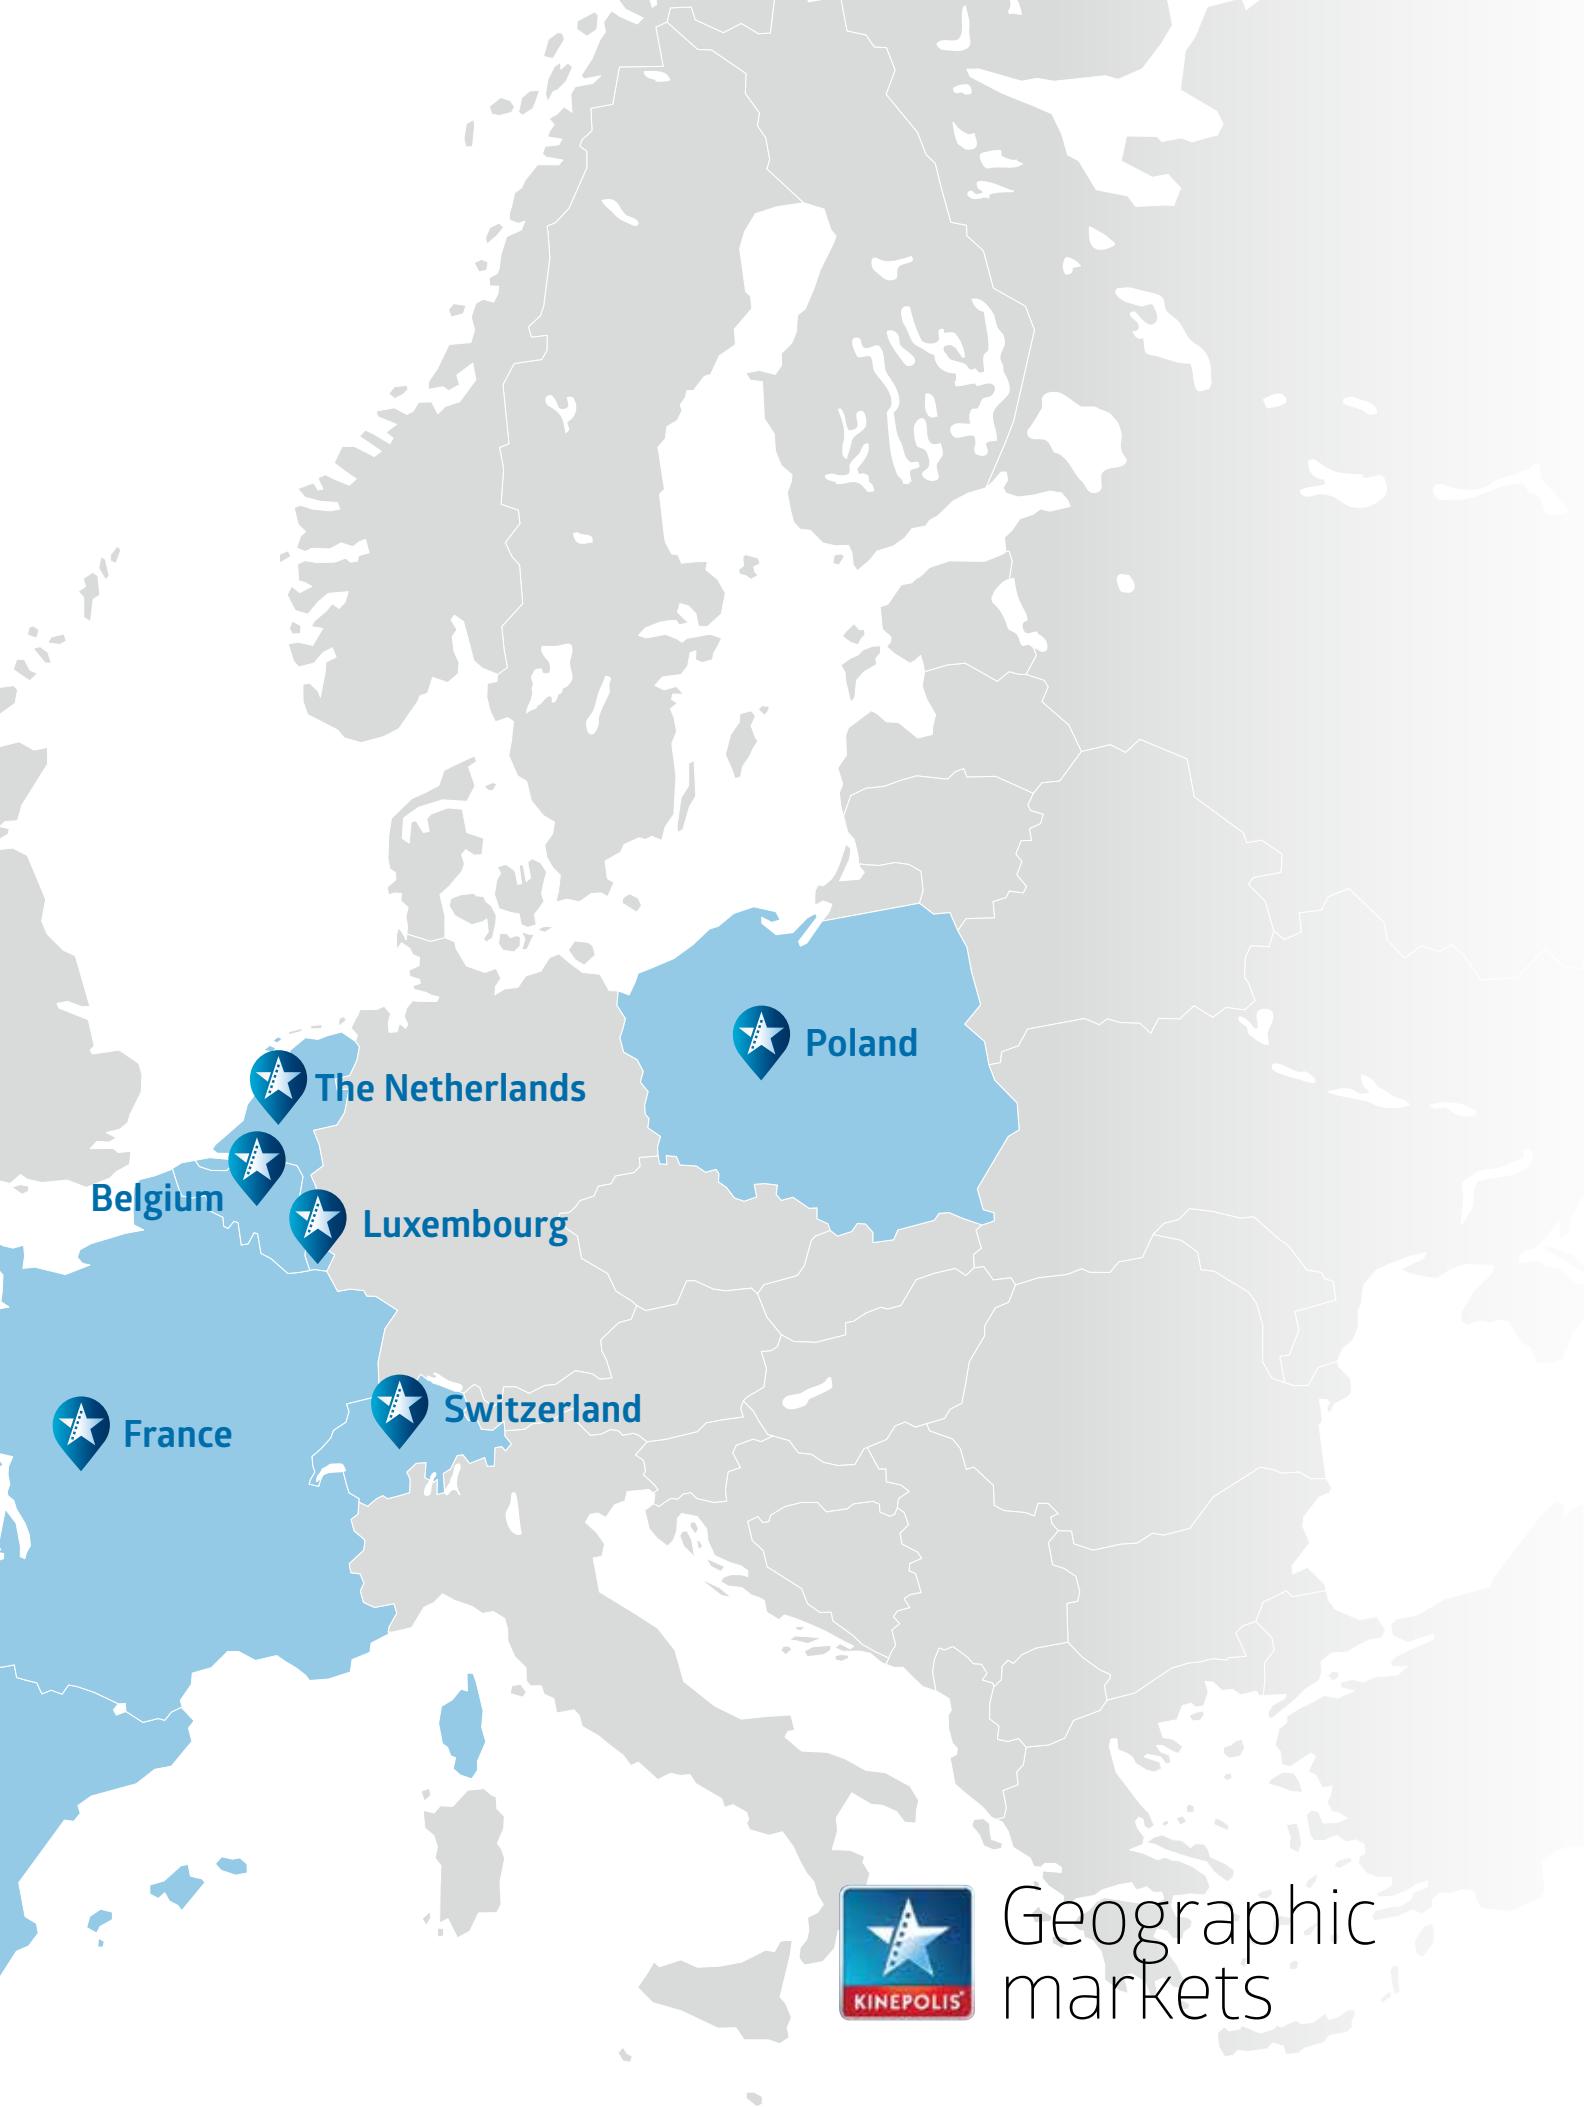 Poland
The Netherlands
Belgium
Luxembourg
Switzerland
France
KINEPOLIS
Geographic
markets